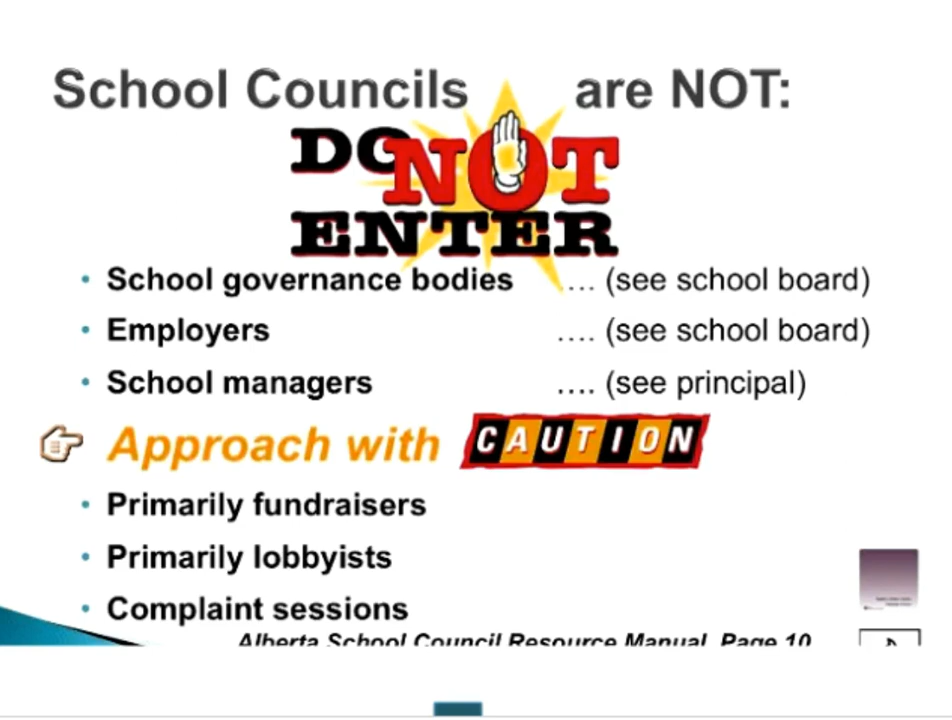 School Councils are NOT:
DO NOT
ENTER
• School governance bodies .... (see school board)
• Employers .... (see school board)
• School managers .... (see principal)
Approach with CAUTION
• Primarily fundraisers
• Primarily lobbyists
• Complaint sessions
Alberta School Council Resource Manual, Page 10